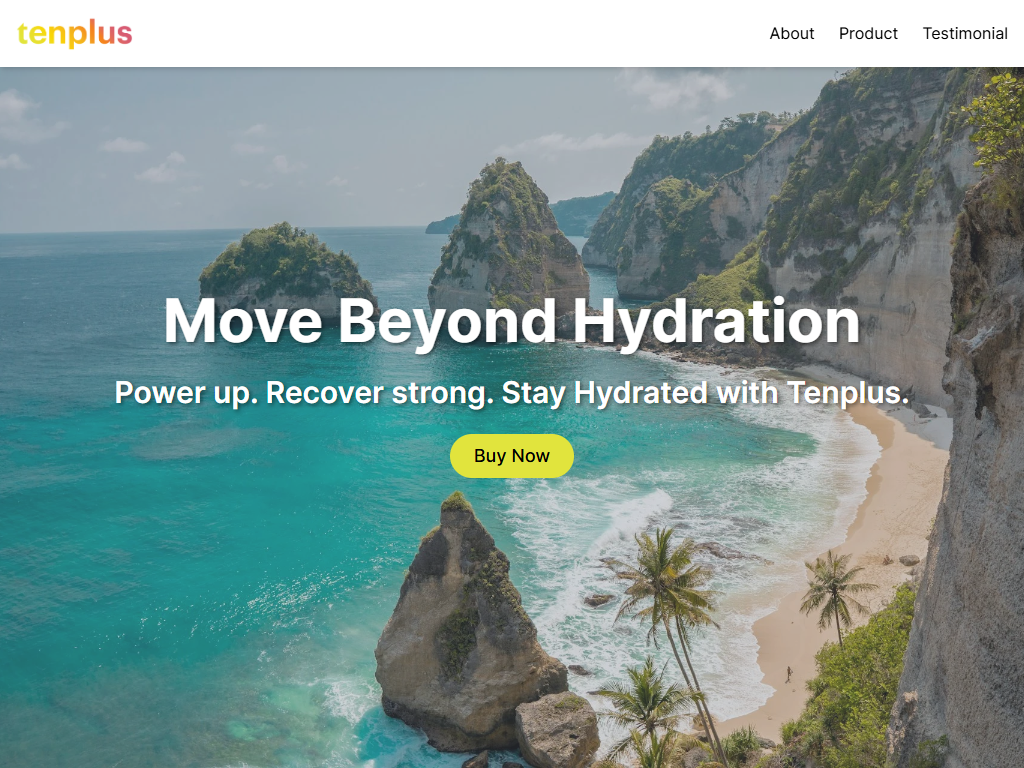 tenplus
About Product Testimonial
Move Beyond Hydration
Power up. Recover strong. Stay Hydrated with Tenplus.
Buy Now